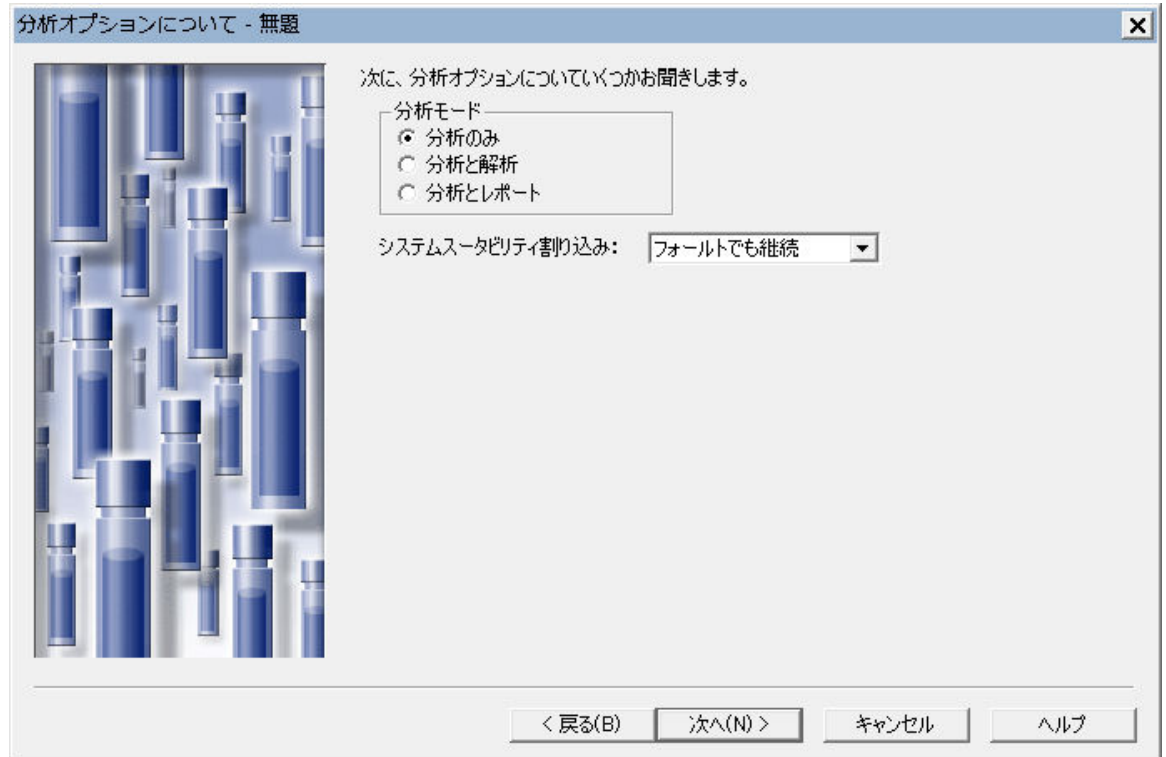 分析オプションについて - 無題
次に、分析オプションについていくつかお聞きします。
分析モード
分析のみ
分析と解析
分析とレポート
システムスータビリティ割り込み: フォールトでも継続
< 戻る(B) 次へ(N) > キャンセル ヘルプ